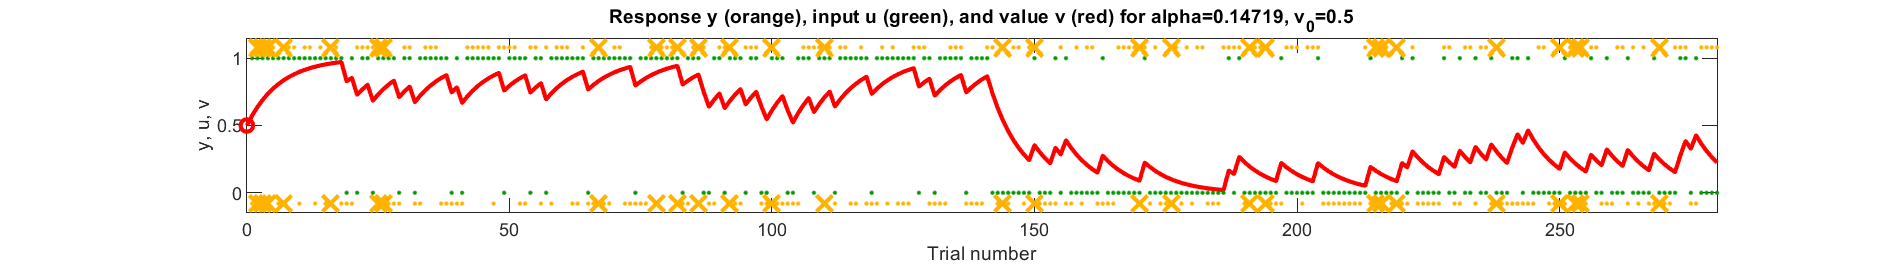 Response y (orange), input u (green), and value v (red) for alpha=0.14719, v0=0.5
y, u, v
1
0.5
0
0 50 100 150 200 250
Trial number